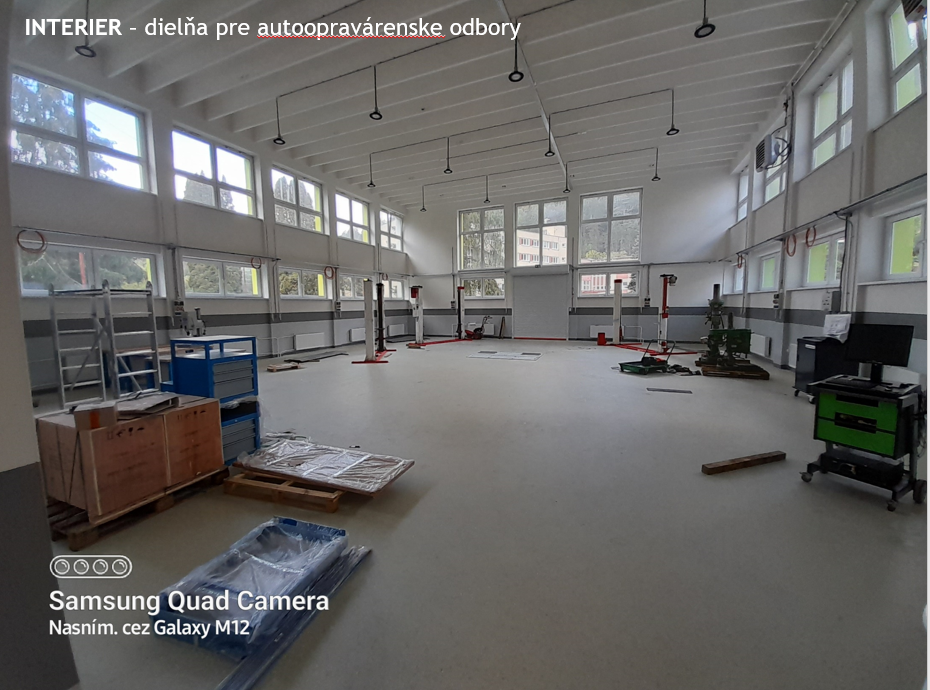 INTERIER – dielňa pre autoopravárenske odbory
Samsung Quad Camera
Nasním. cez Galaxy M12